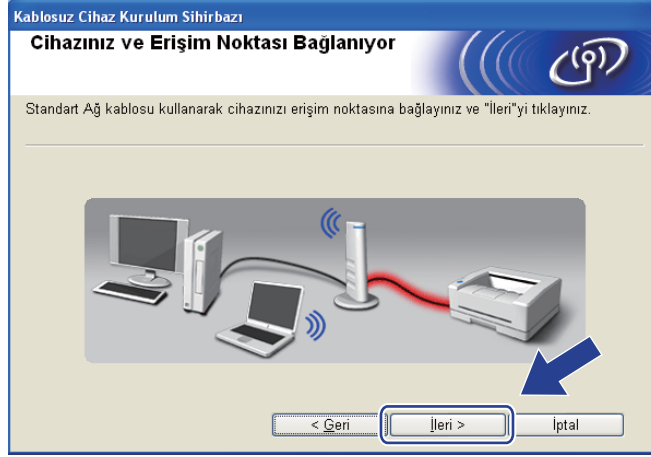 Kablosuz Cihaz Kurulum Sihirbazı
Cihazınız ve Erişim Noktası Bağlanıyor
Standart Ağ kablosu kullanarak cihazınızı erişim noktasına bağlayınız ve "İleri"yi tıklayınız.
< Geri İleri > İptal